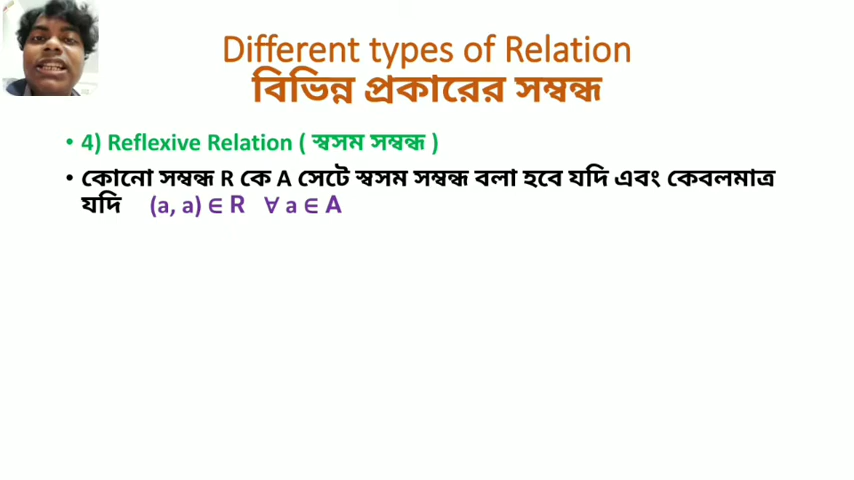 Different types of Relation
বিভিন্ন প্রকারের সম্বন্ধ
• 4) Reflexive Relation ( স্বসম সম্বন্ধ )
• কোনো সম্বন্ধ R কে A সেটে স্বসম সম্বন্ধ বলা হবে যদি এবং কেবলমাত্র
যদি (a, a) ∈ R ∀ a ∈ A